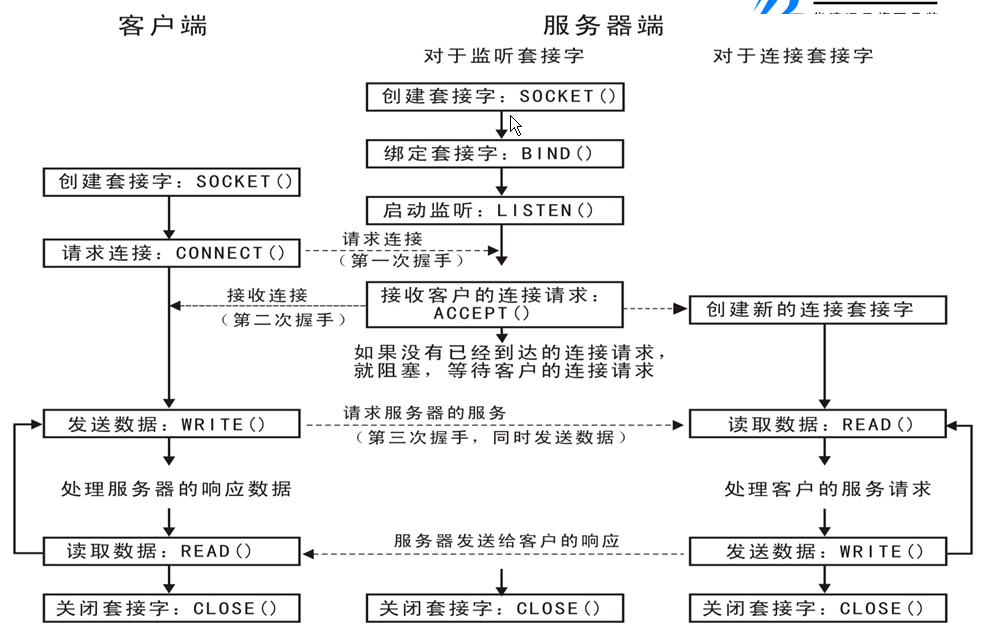 客户端
服务器端
对于监听套接字
对于连接套接字
创建套接字：SOCKET()
绑定套接字：BIND()
创建套接字：SOCKET()
启动监听：LISTEN()
请求连接
请求连接：CONNECT()
（第一次握手）
接收连接
接收客户的连接请求：
ACCEPT()
创建新的连接套接字
（第二次握手）
如果没有已经到达的连接请求，
就阻塞，等待客户的连接请求
请求服务器的服务
发送数据：WRITE()
读取数据：READ()
（第三次握手，同时发送数据）
处理服务器的响应数据
处理客户的服务请求
服务器发送给客户的响应
读取数据：READ()
发送数据：WRITE()
关闭套接字：CLOSE()
关闭套接字：CLOSE()
关闭套接字：CLOSE()